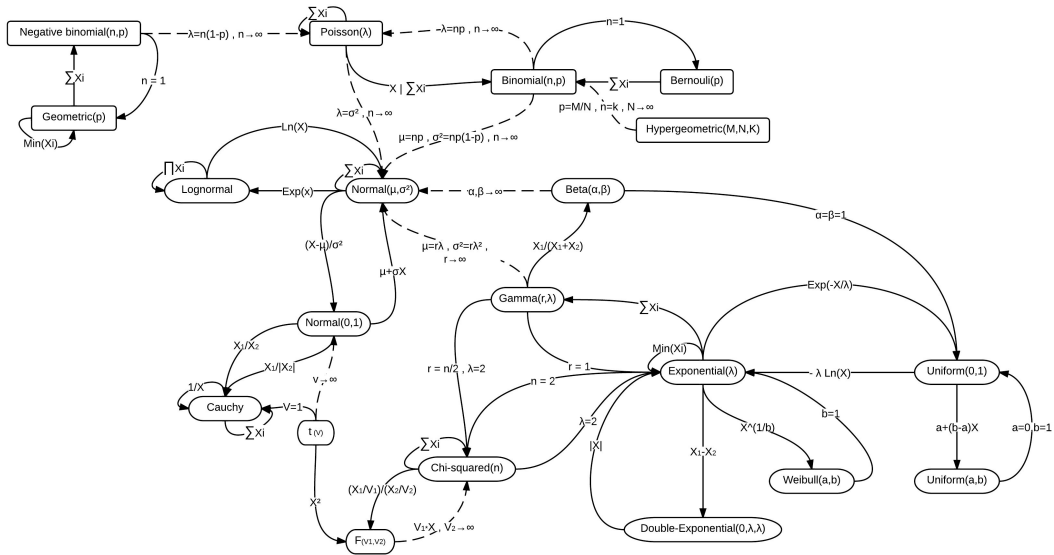 ∑Xi
n=1
Negative binomial(n,p)
λ=n(1-p) , n→∞
Poisson(λ)
λ=np , n→∞
∑Xi
n = 1
X | ∑Xi
Binomial(n,p)
∑Xi
Bernouli(p)
p=M/N , n=k , N→∞
Geometric(p)
λ=σ² , n→∞
Hypergeometric(M,N,K)
Min(Xi)
Ln(X)
μ=np , σ²=np(1-p) , n→∞
∏Xi
∑Xi
Lognormal
Exp(x)
Normal(μ,σ²)
α,β→∞
Beta(α,β)
α=β=1
(X-μ)/σ²
μ=rλ , σ²=rλ² ,
r→∞
X₁/(X₁+X₂)
μ+σX
Exp(-X/λ)
Gamma(r,λ)
∑Xi
Normal(0,1)
X₁/X₂
Min(Xi)
X₁/|X₂|
r = n/2 , λ=2
r = 1
Exponential(λ)
- λ Ln(X)
Uniform(0,1)
1/X
v→∞
n = 2
Cauchy
V=1
λ=2
X^(1/b)
b=1
a+(b-a)X
a=0,b=1
∑Xi
t (V)
∑Xi
|X|
X₁-X₂
Chi-squared(n)
Weibull(a,b)
Uniform(a,b)
(X₁/V₁)/(X₂/V₂)
X²
V₁*X , V₂→∞
Double-Exponential(0,λ,λ)
F(V1,V2)